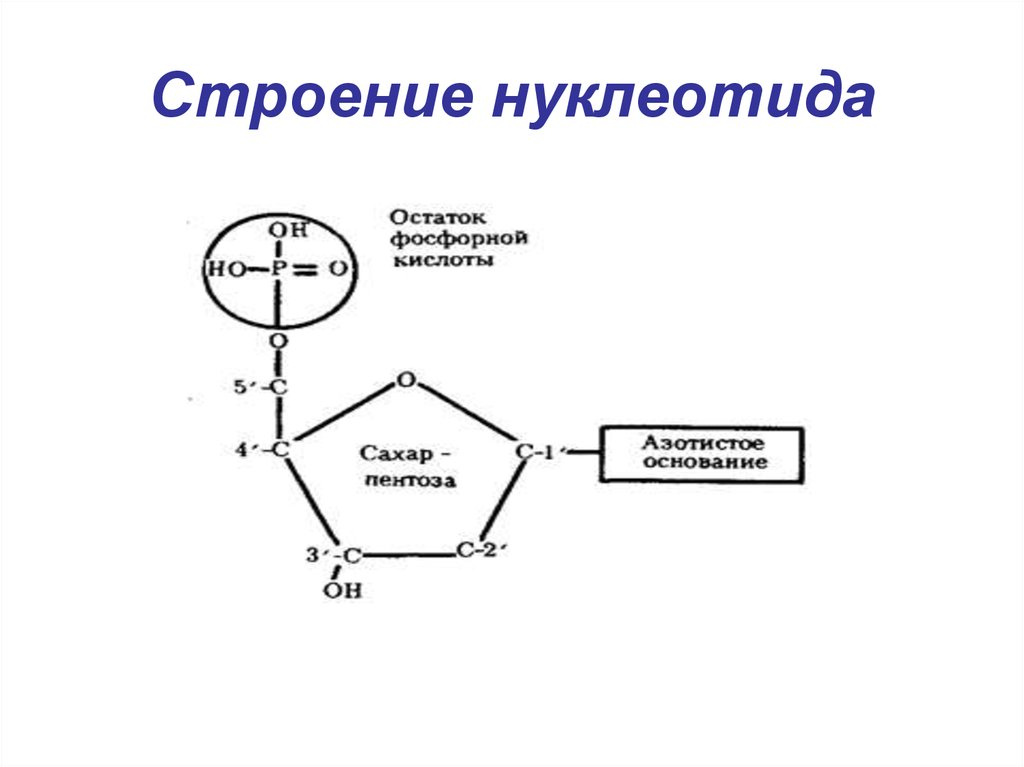 Строение нуклеотида
OH
Остаток
фосфорной
кислоты
HO–P=O
O
5′-C
O
4′-C
Сахар -
пентоза
C-1′
Азотистое
основание
3′-C
C-2′
OH